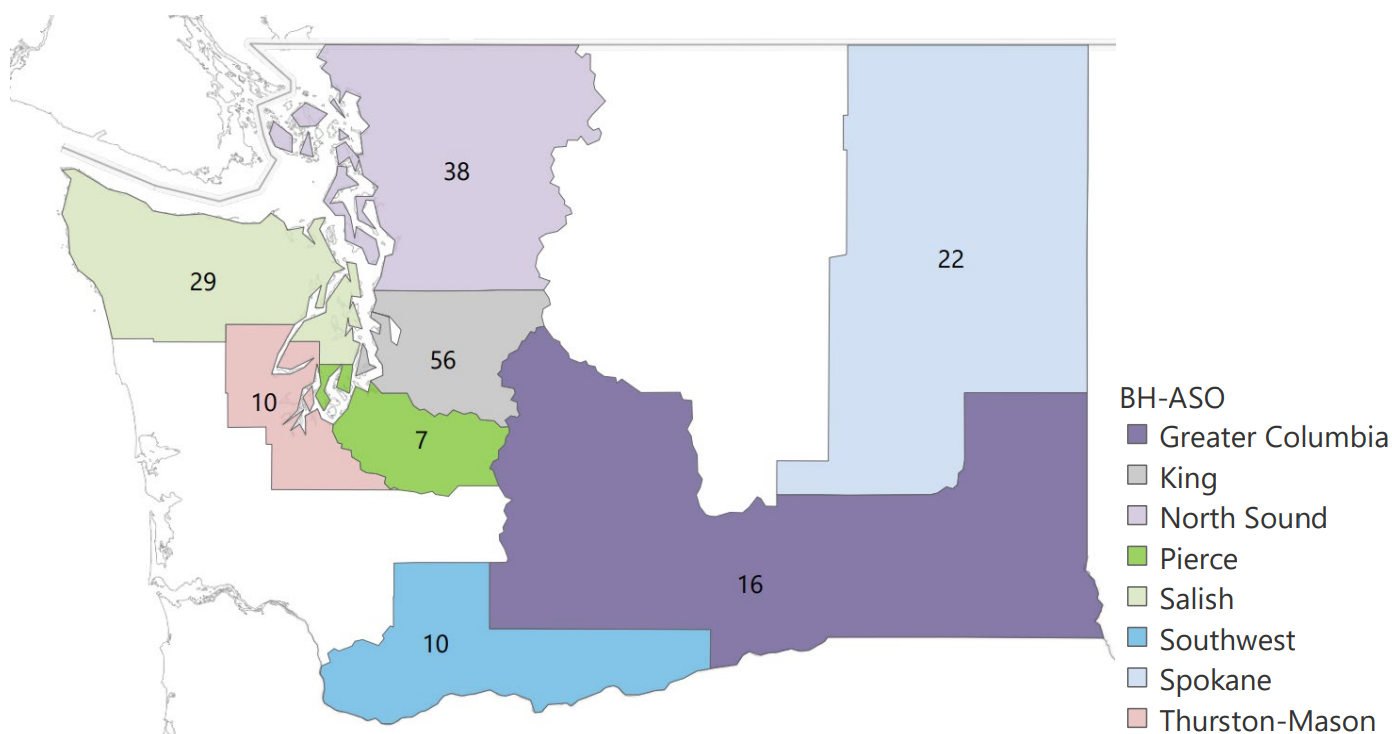 38
22
29
56
10
7
16
10
BH-ASO
Greater Columbia
King
North Sound
Pierce
Salish
Southwest
Spokane
Thurston-Mason